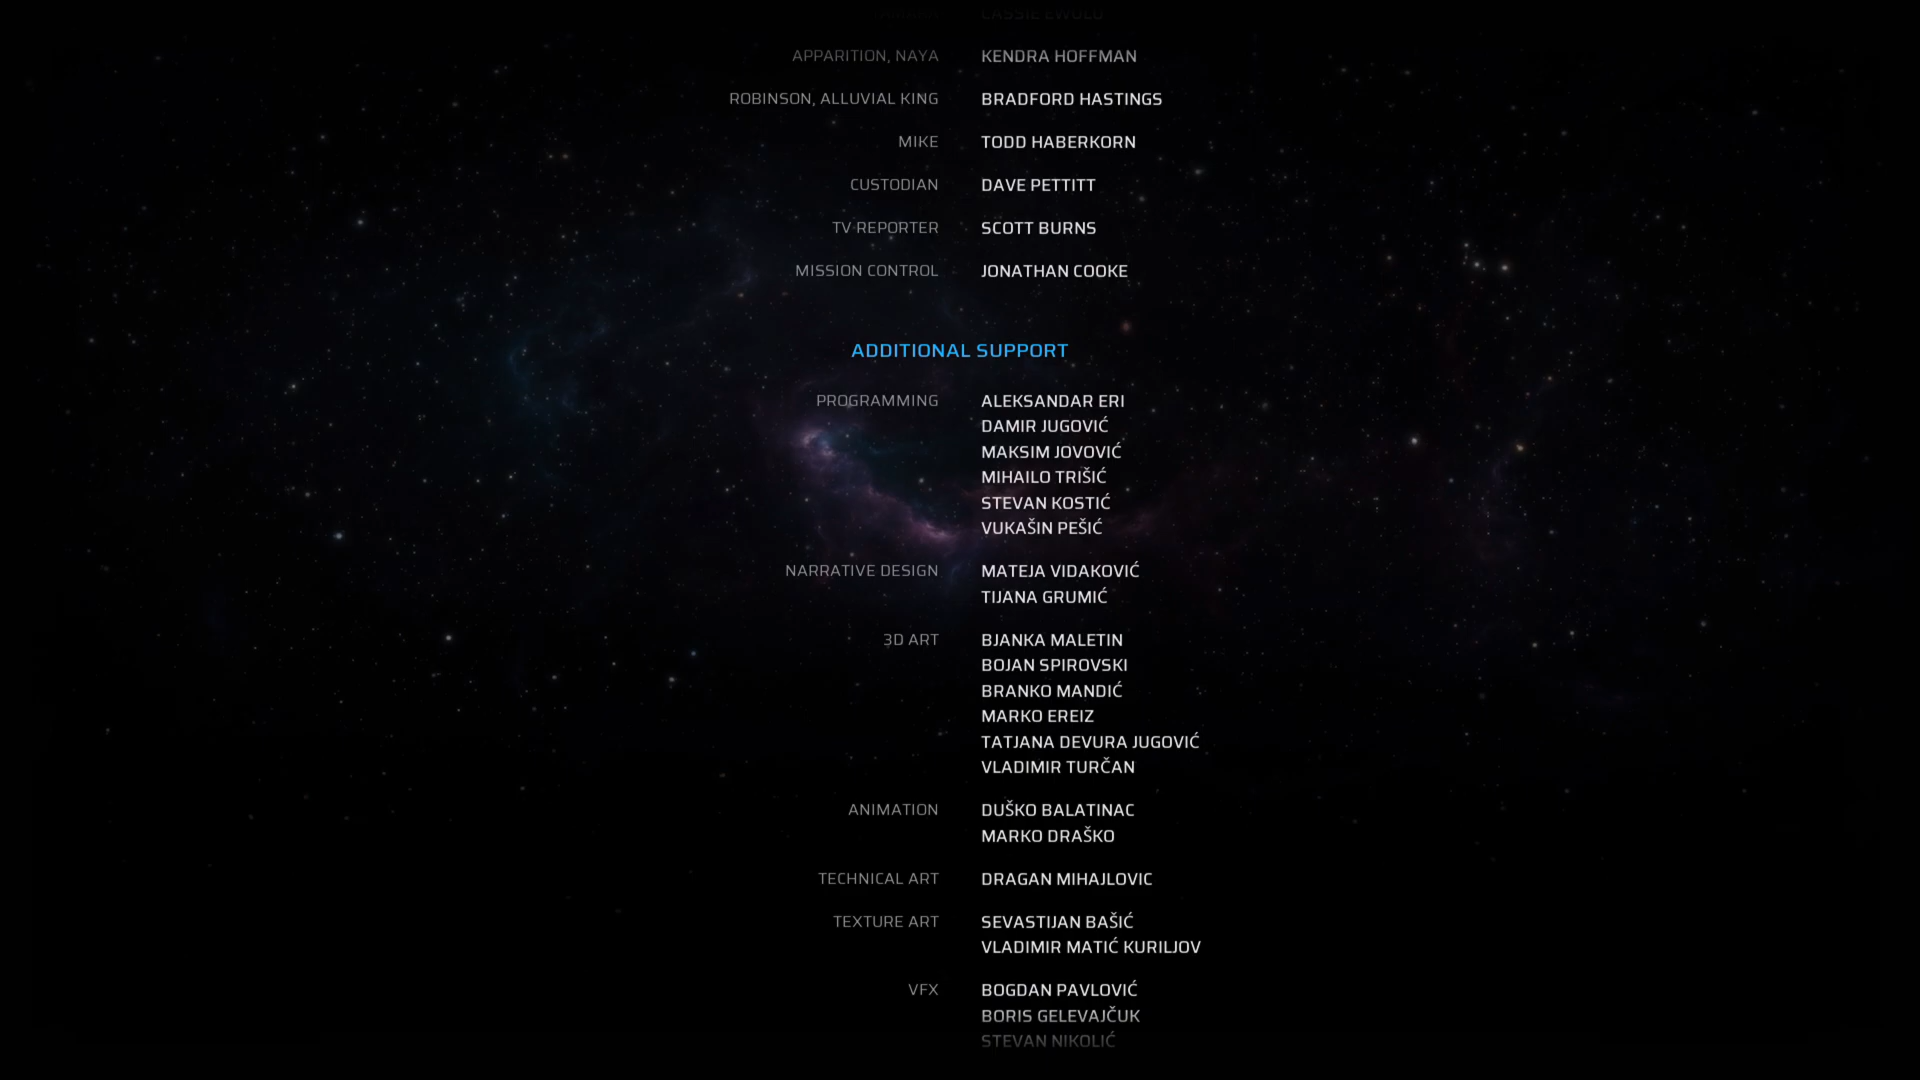 CASSIE EWULU
APPARITION, NAYA KENDRA HOFFMAN
ROBINSON, ALLUVIAL KING BRADFORD HASTINGS
MIKE TODD HABERKORN
CUSTODIAN DAVE PETTITT
TV REPORTER SCOTT BURNS
MISSION CONTROL JONATHAN COOKE
ADDITIONAL SUPPORT
PROGRAMMING ALEKSANDAR ERI
DAMIR JUGOVIĆ
MAKSIM JOVOVIĆ
MIHAILO TRIŠIĆ
STEVAN KOSTIĆ
VUKAŠIN PEŠIĆ
NARRATIVE DESIGN MATEJA VIDAKOVIĆ
TIJANA GRUMIĆ
3D ART BJANKA MALETIN
BOJAN SPIROVSKI
BRANKO MANDIĆ
MARKO EREIZ
TATJANA DEVURA JUGOVIĆ
VLADIMIR TURČAN
ANIMATION DUŠKO BALATINAC
MARKO DRAŠKO
TECHNICAL ART DRAGAN MIHAJLOVIC
TEXTURE ART SEVASTIJAN BAŠIĆ
VLADIMIR MATIĆ KURILJOV
VFX BOGDAN PAVLOVIĆ
BORIS GELEVAJČUK
STEVAN NIKOLIĆ